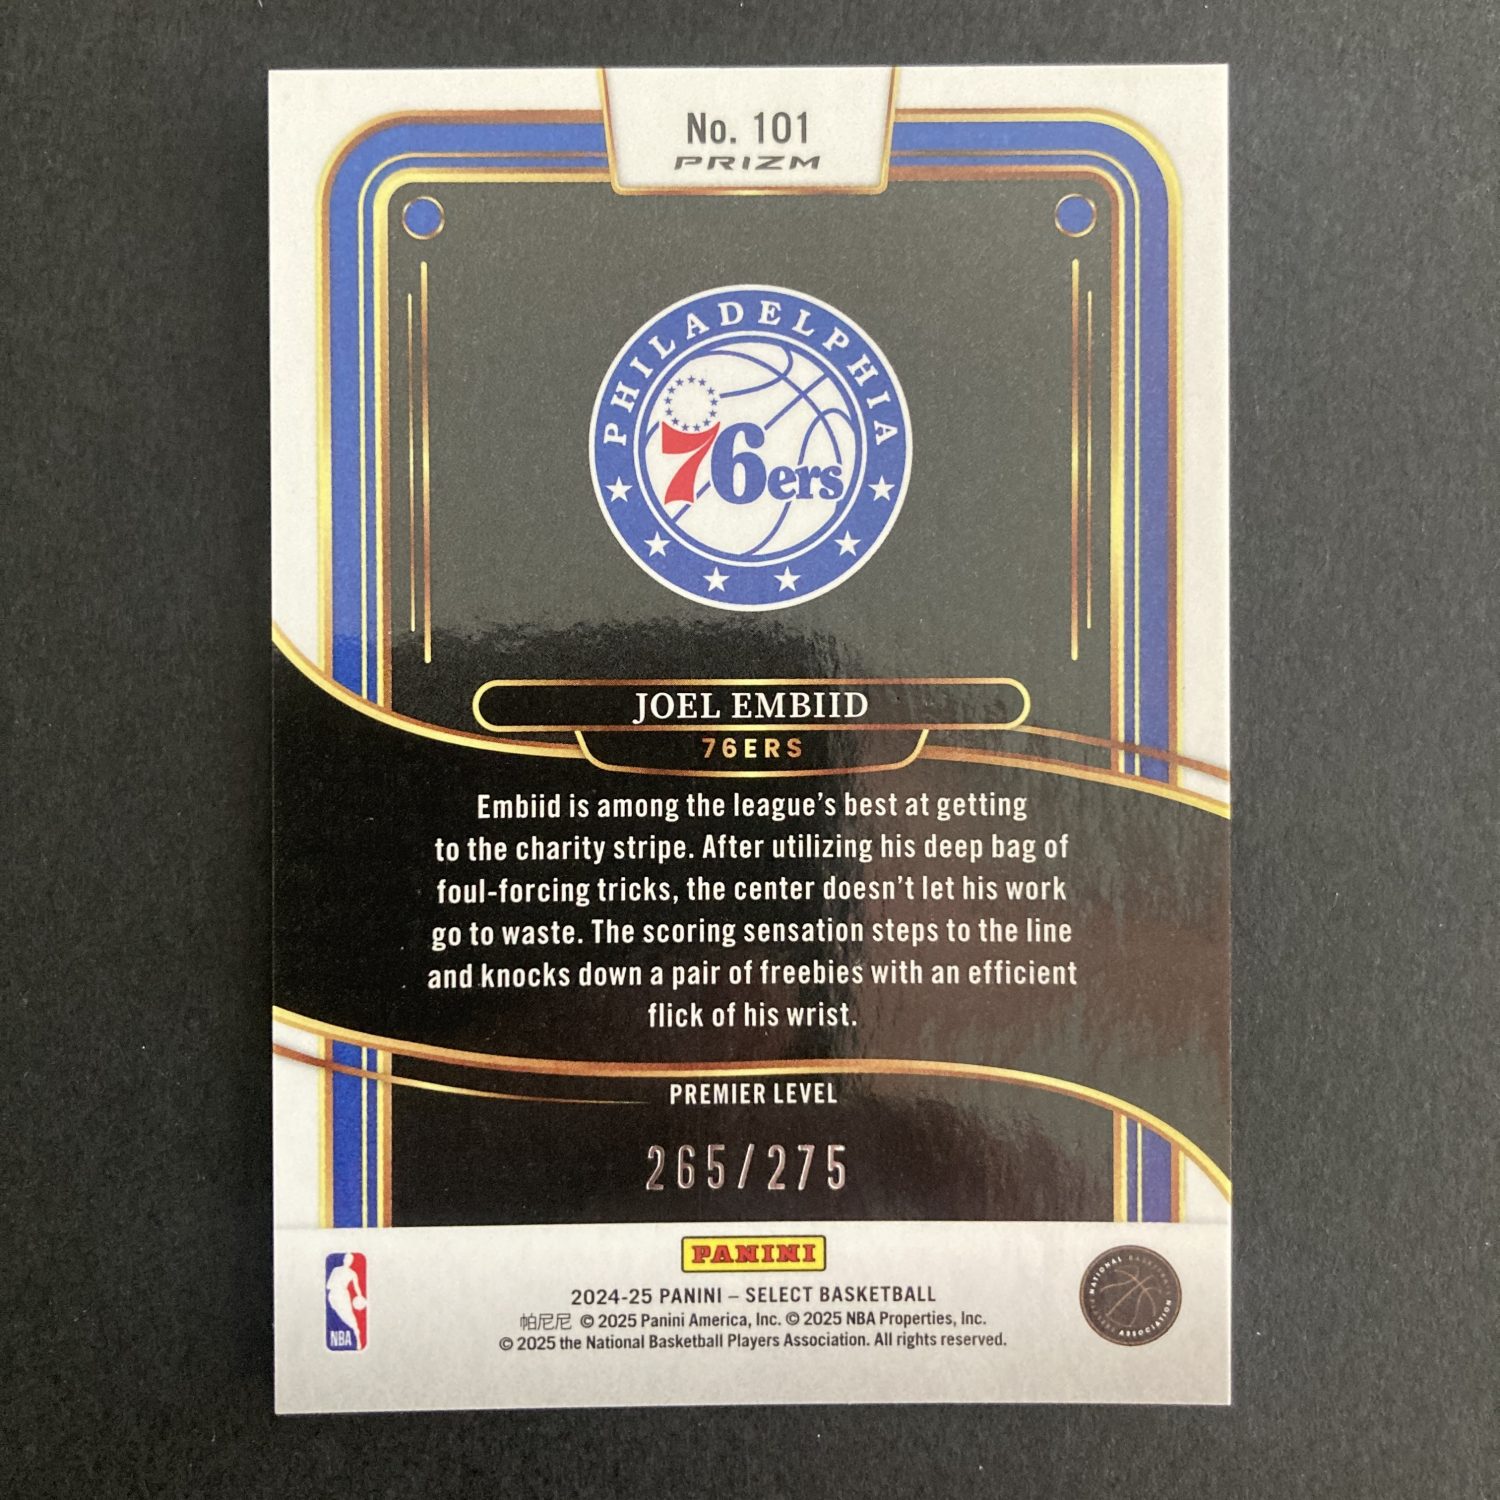 No. 101
PRIZM
PHILADELPHIA
76ers
JOEL EMBIID
76ERS
Embiid is among the league's best at getting
to the charity stripe. After utilizing his deep bag of
foul-forcing tricks, the center doesn't let his work
go to waste. The scoring sensation steps to the line
and knocks down a pair of freebies with an efficient
flick of his wrist.
PREMIER LEVEL
265/275
PANINI
2024-25 PANINI – SELECT BASKETBALL
帕尼尼 © 2025 Panini America, Inc. © 2025 NBA Properties, Inc.
© 2025 the National Basketball Players Association. All rights reserved.
NBA
NATIONAL BASKETBALL
PLAYERS ASSOCIATION